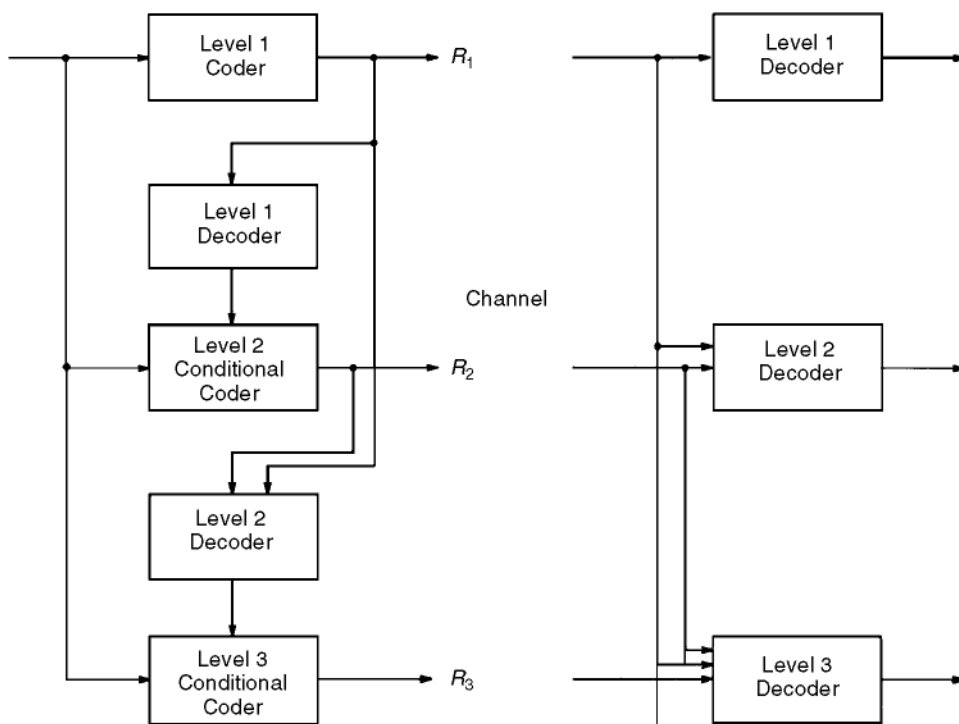 Level 1
Coder
R1
Level 1
Decoder
Level 1
Decoder
Channel
Level 2
Conditional
Coder
R2
Level 2
Decoder
Level 2
Decoder
Level 3
Conditional
Coder
R3
Level 3
Decoder